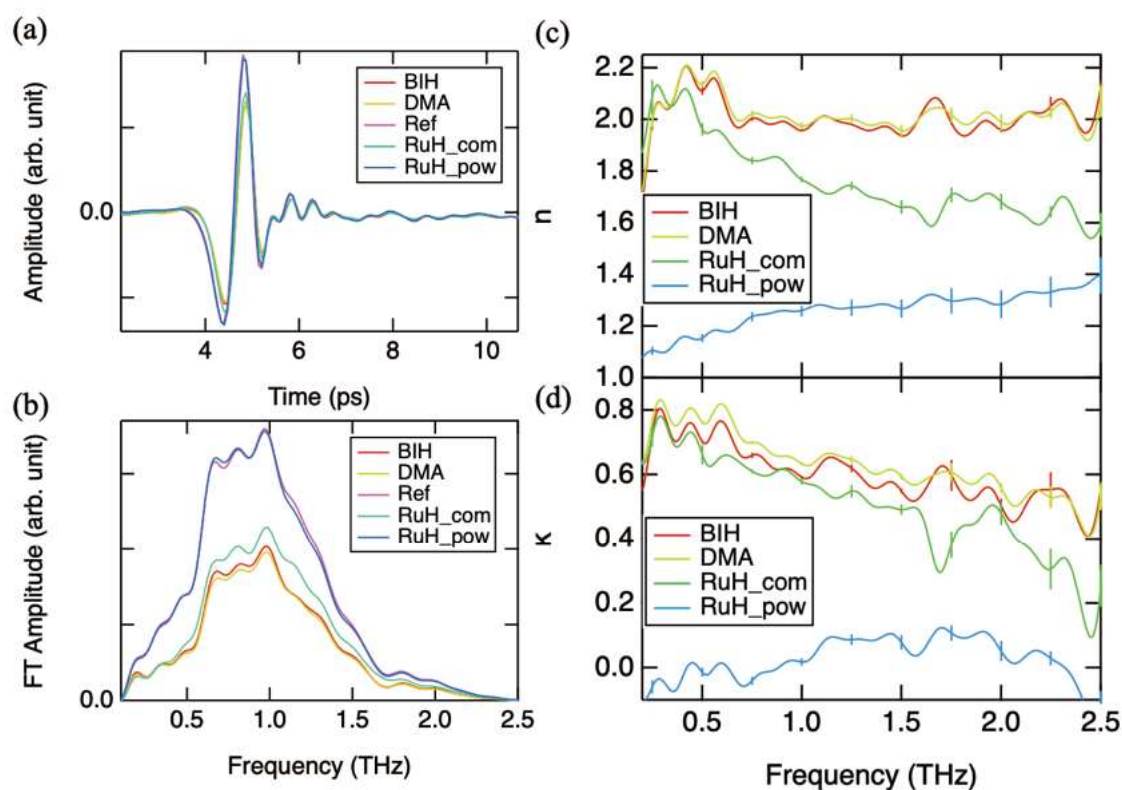 (a)
Amplitude (arb. unit)
0.0
BIH
DMA
Ref
RuH_com
RuH_pow
4
6
8
10
Time (ps)
(b)
FT Amplitude (arb. unit)
0.0
BIH
DMA
Ref
RuH_com
RuH_pow
0.5
1.0
1.5
2.0
2.5
Frequency (THz)
(c)
n
2.2
2.0
1.8
1.6
1.4
1.2
1.0
BIH
DMA
RuH_com
RuH_pow
(d)
κ
0.8
0.6
0.4
0.2
0.0
BIH
DMA
RuH_com
RuH_pow
0.5
1.0
1.5
2.0
2.5
Frequency (THz)